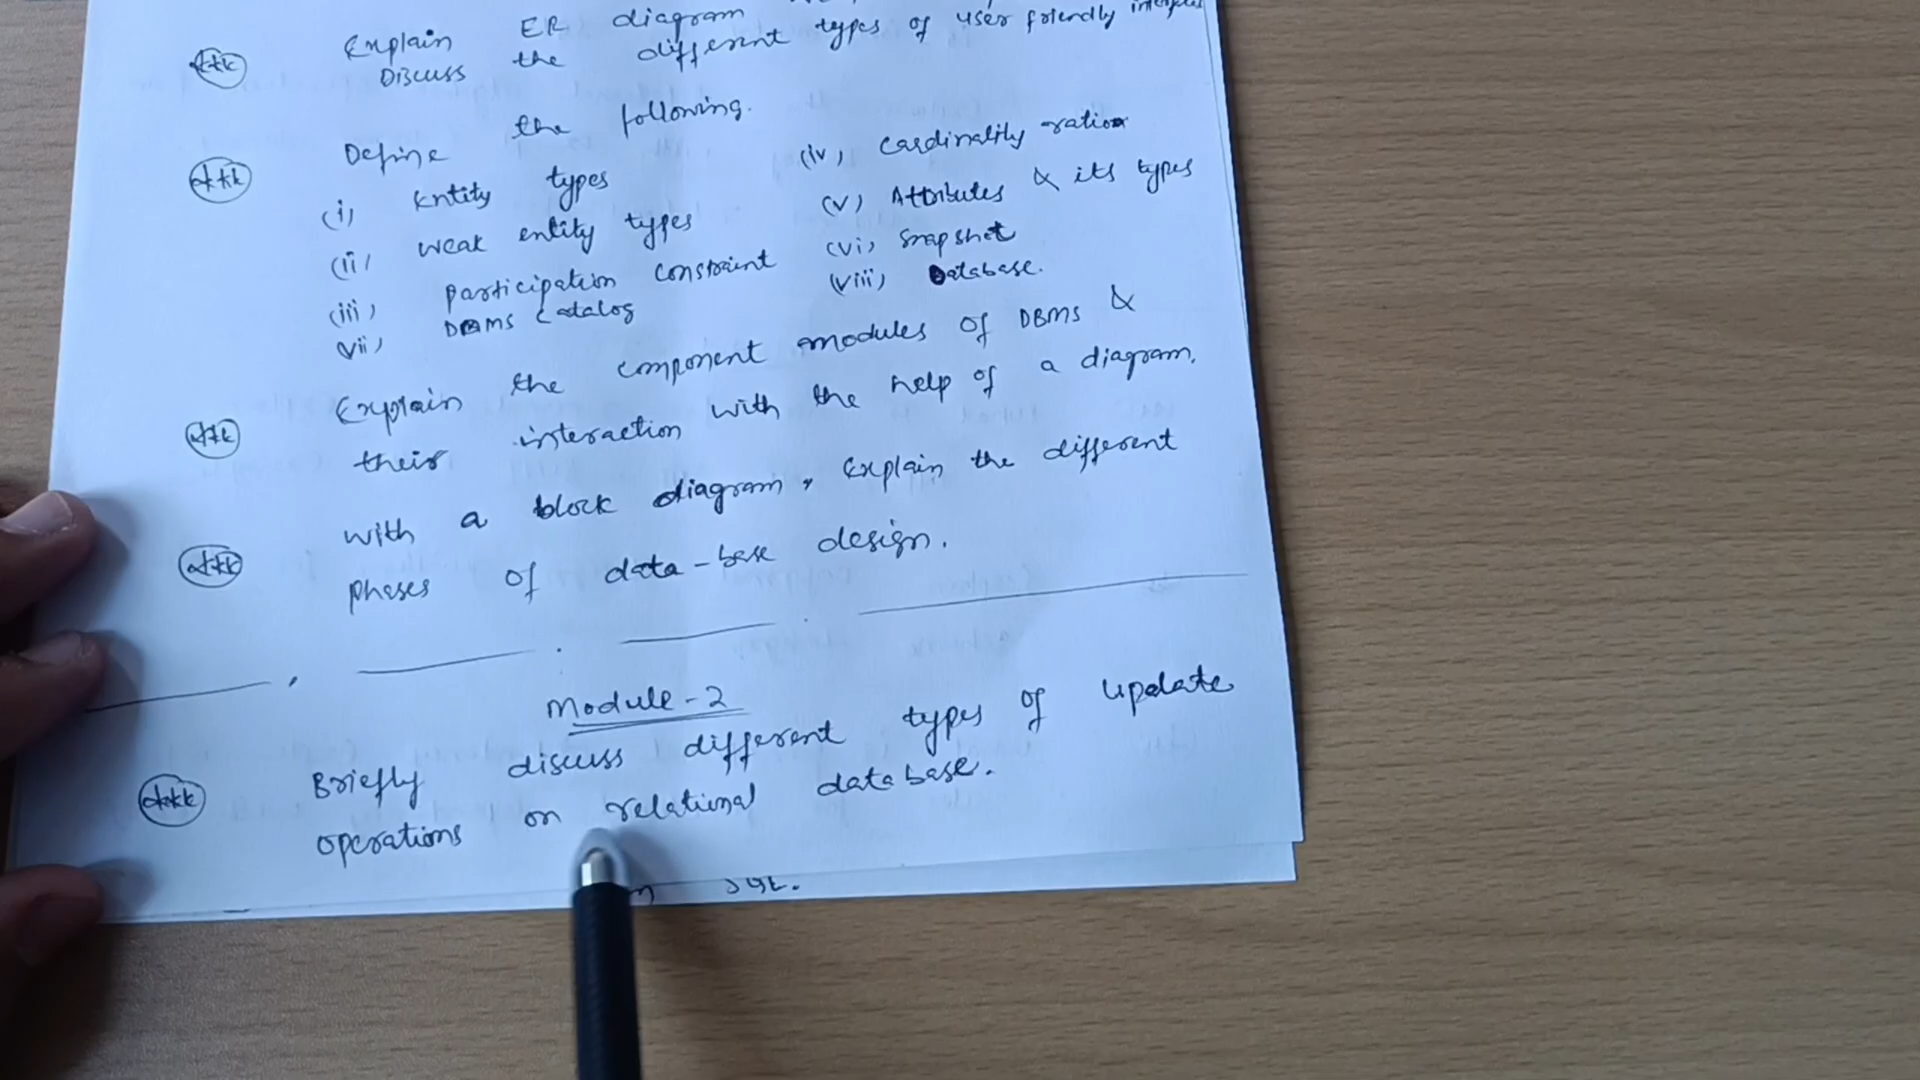 Explain ER diagram
Discuss the different types of user friendly
Define the following.
(i) Entity types
(iv) Cardinality ratio
(ii) weak entity types
(v) Attributes & its types
(iii) participation constraint
(vi) Snapshot
(vii) DBMS Catalog
(viii) Database.
Explain the component modules of DBMS &
their interaction with the help of a diagram.
with a block diagram, Explain the different
phases of data-base design.
Module-2
Briefly discuss different types of update
operations on relational database.